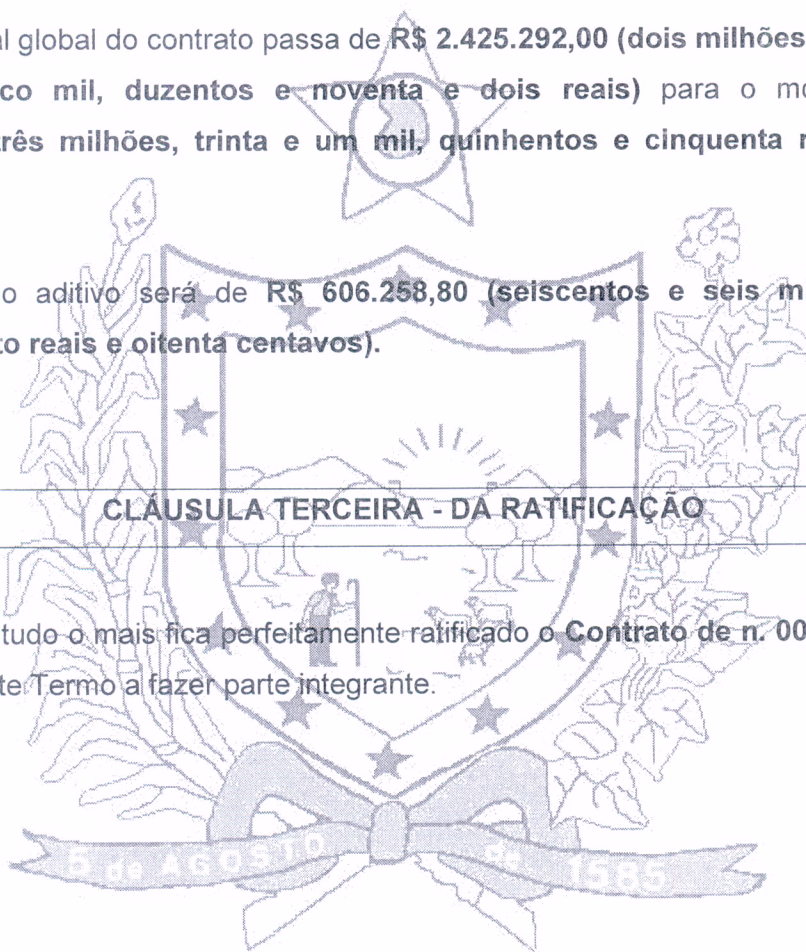 al global do contrato passa de R$ 2.425.292,00 (dois milhões
co mil, duzentos e noventa e dois reais) para o mo
três milhões, trinta e um mil, quinhentos e cinquenta r
o aditivo será de R$ 606.258,80 (seiscentos e seis m
to reais e oitenta centavos).
CLÁUSULA TERCEIRA - DA RATIFICAÇÃO
tudo o mais fica perfeitamente ratificado o Contrato de n. 00
te Termo a fazer parte integrante.
5 de AGOSTO de 1585